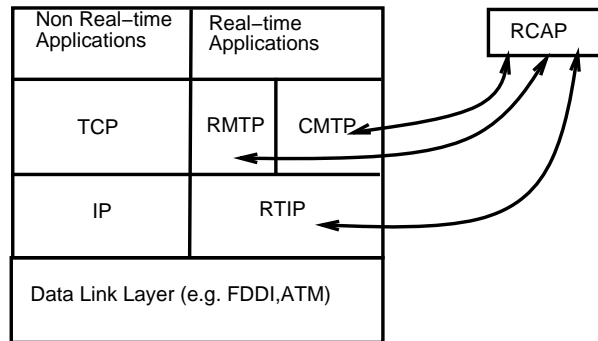 Non Real-time
Applications
Real-time
Applications
RCAP
TCP
RMTP
CMTP
IP
RTIP
Data Link Layer (e.g. FDDI,ATM)